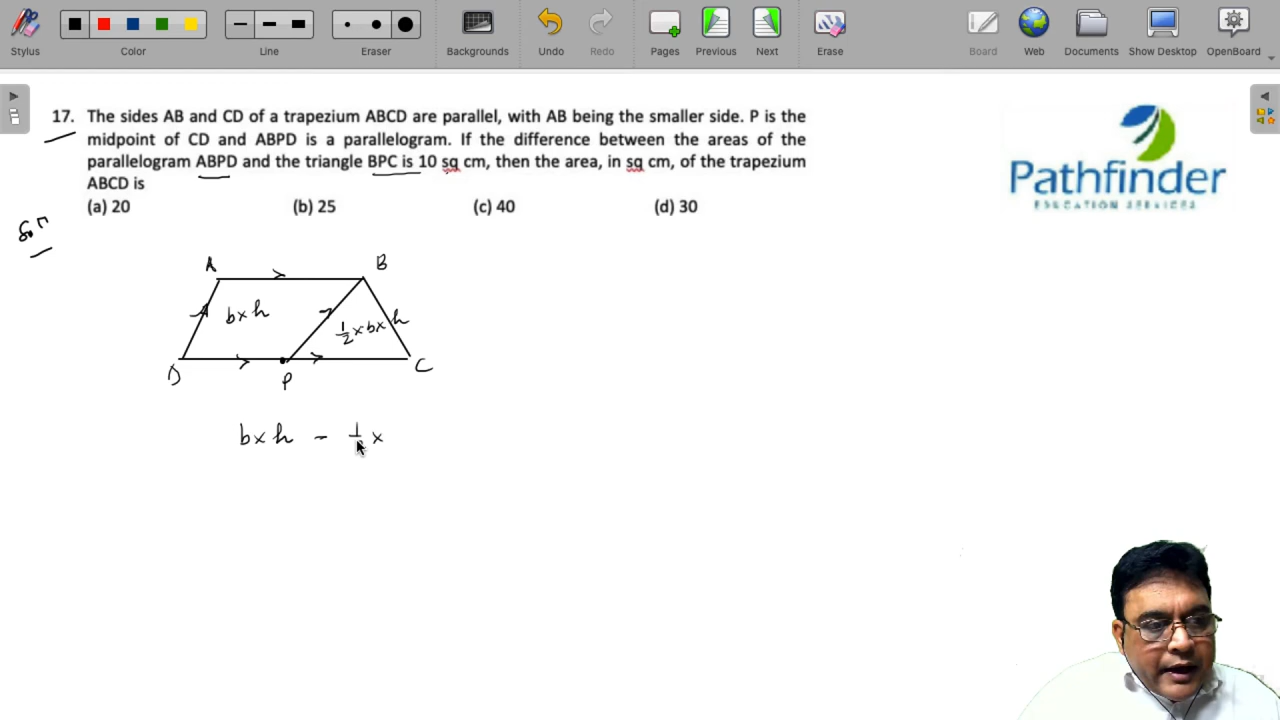 Stylus Color Line Eraser Backgrounds Undo Redo Pages Previous Next Erase Board Web Documents Show Desktop OpenBoard
17. The sides AB and CD of a trapezium ABCD are parallel, with AB being the smaller side. P is the
midpoint of CD and ABPD is a parallelogram. If the difference between the areas of the
parallelogram ABPD and the triangle BPC is 10 sq cm, then the area, in sq cm, of the trapezium
ABCD is
(a) 20 (b) 25 (c) 40 (d) 30
Pathfinder
EDUCATION SERVICES
Solⁿ
A B
b×h
1/2 × b × h
D P C
b×h - 1/2 ×